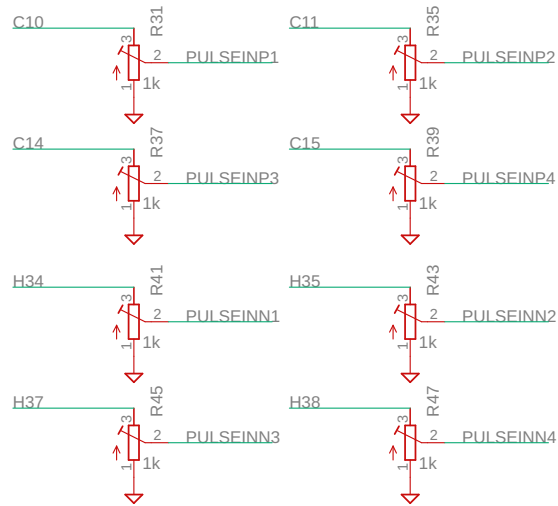 C10 R31 C11 R35
3 2 PULSEINP1 3 2 PULSEINP2
1 1k 1 1k
C14 R37 C15 R39
3 2 PULSEINP3 3 2 PULSEINP4
1 1k 1 1k
H34 R41 H35 R43
3 2 PULSEINN1 3 2 PULSEINN2
1 1k 1 1k
H37 R45 H38 R47
3 2 PULSEINN3 3 2 PULSEINN4
1 1k 1 1k